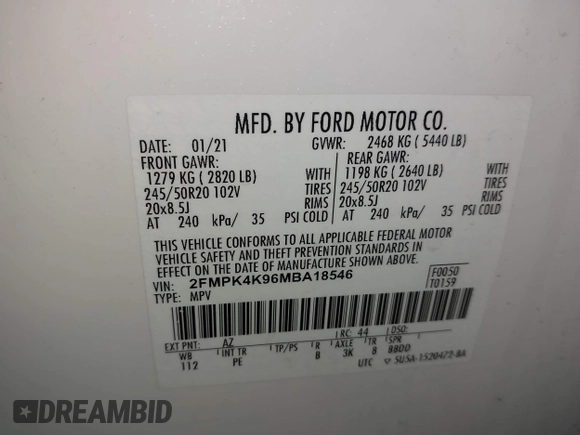 MFD. BY FORD MOTOR CO.
DATE: 01/21 GVWR: 2468 KG ( 5440 LB)
FRONT GAWR: REAR GAWR:
1279 KG ( 2820 LB) WITH 1198 KG ( 2640 LB) WITH
245/50R20 102V TIRES 245/50R20 102V TIRES
20x8.5J RIMS 20x8.5J RIMS
AT 240 kPa/ 35 PSI COLD AT 240 kPa/ 35 PSI COLD
THIS VEHICLE CONFORMS TO ALL APPLICABLE FEDERAL MOTOR
VEHICLE SAFETY AND THEFT PREVENTION STANDARDS IN
EFFECT ON THE DATE OF MANUFACTURE SHOWN ABOVE.
VIN: 2FMPK4K96MBA18546 F0050
TYPE: MPV T0159
EXT PNT: AZ RC: 44 DSO:
WB INT TR TP/PS R AXLE TR SPR
112 PE B 3K 8 BBDD
UTC
DREAMBID